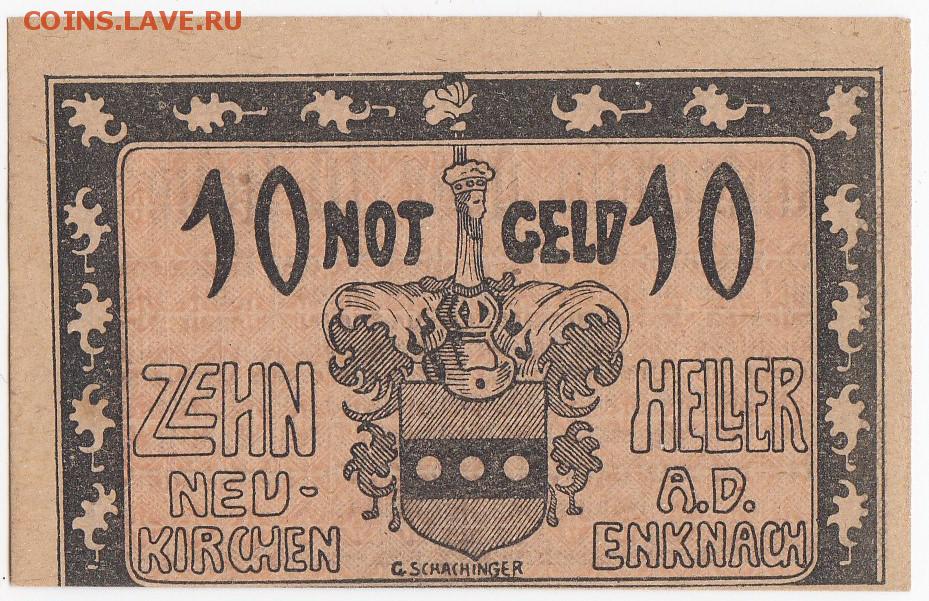 COINS.LAVE.RU
10 NOT GELD 10
ZEHN HELLER
NEU- A.D.
KIRCHEN ENKNACH
G. SCHACHINGER